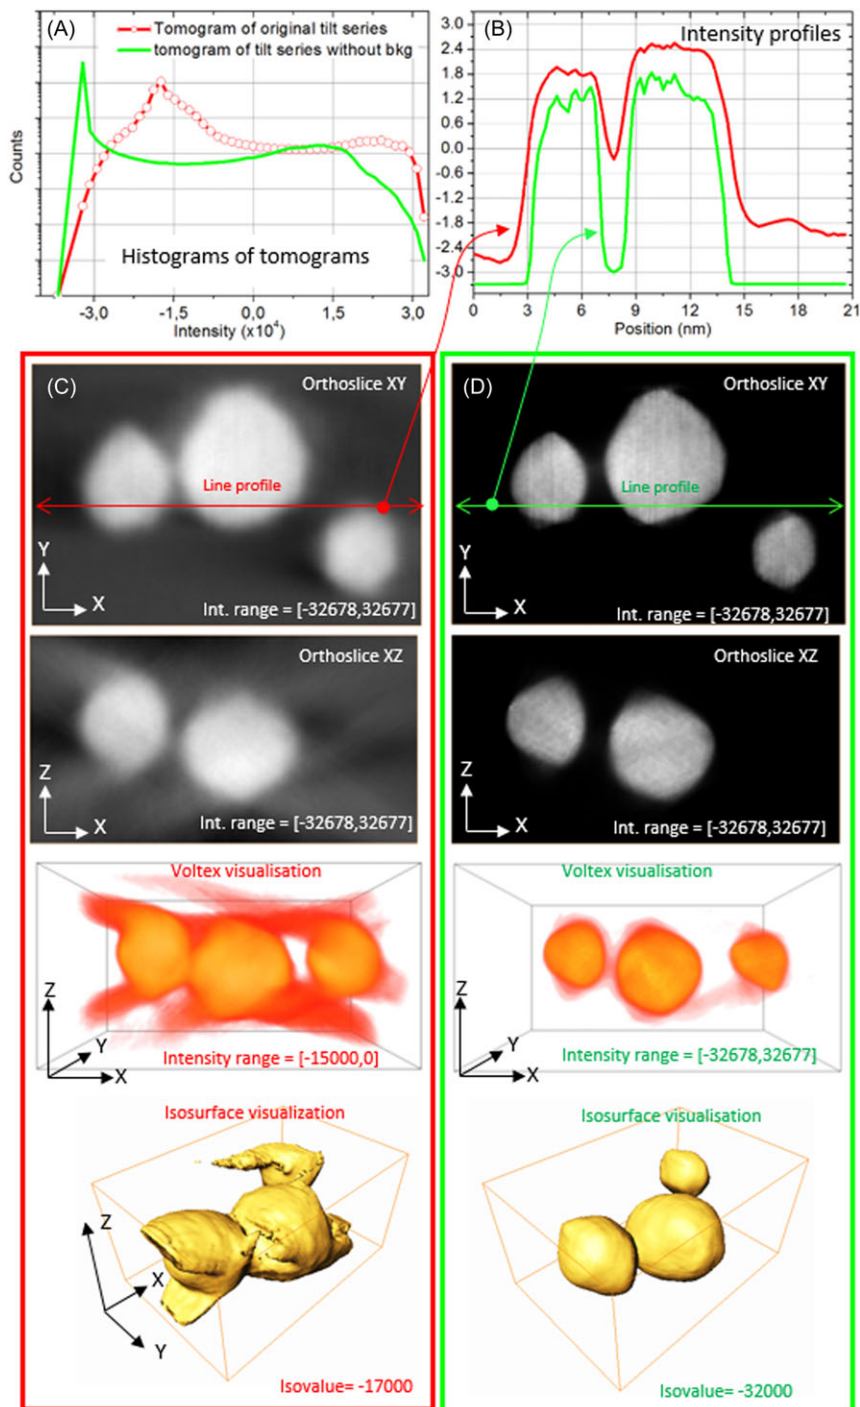 (A)
Tomogram of original tilt series
tomogram of tilt series without bkg
Counts
Histograms of tomograms
-3,0 -1,5 0,0 1,5 3,0
Intensity (x10⁴)
(B)
Intensity profiles
3.0
2.4
1.8
1.2
0.6
0.0
-0.6
-1.2
-1.8
-2.4
-3.0
0 3 6 9 12 15 18 21
Position (nm)
(C)
Orthoslice XY
Line profile
Y
X
Int. range = [-32678,32677]
Orthoslice XZ
Z
X
Int. range = [-32678,32677]
Voltex visualisation
Z
Y
X
Intensity range = [-15000,0]
Isosurface visualization
Z
X
Y
Isovalue= -17000
(D)
Orthoslice XY
Line profile
Y
X
Int. range = [-32678,32677]
Orthoslice XZ
Z
X
Int. range = [-32678,32677]
Voltex visualisation
Z
Y
X
Intensity range = [-32678,32677]
Isosurface visualisation
Isovalue= -32000